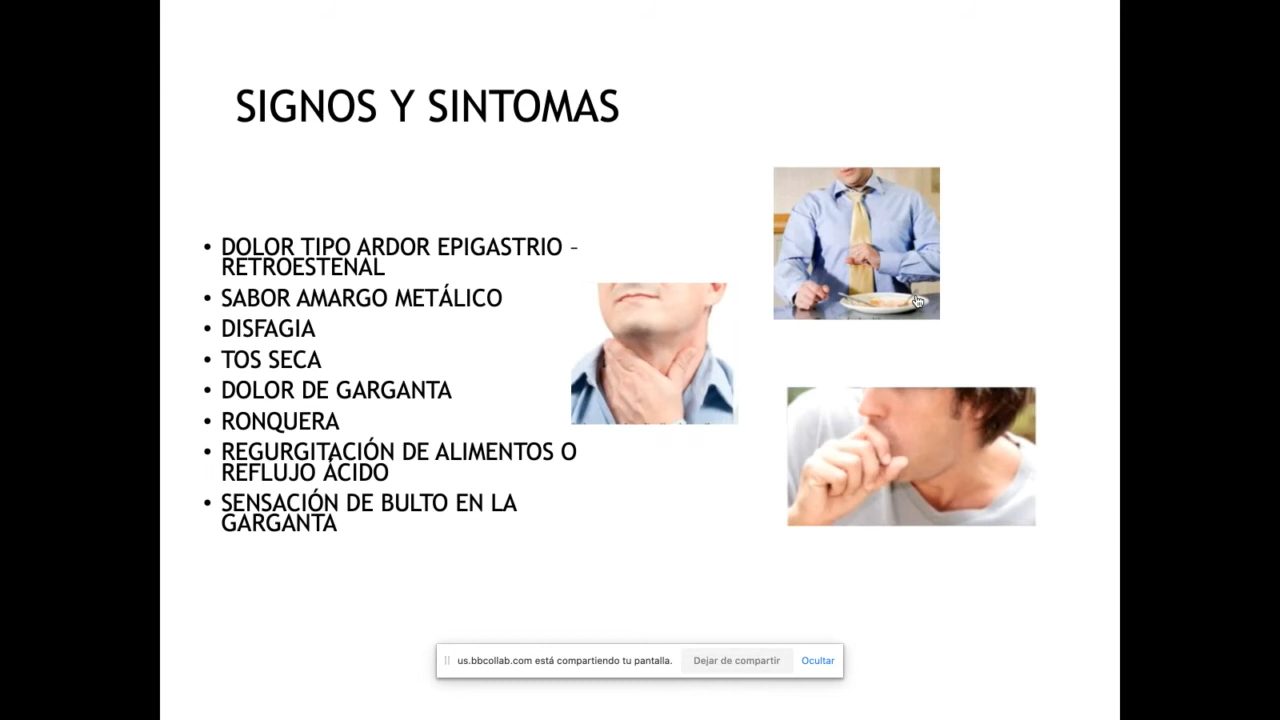 SIGNOS Y SINTOMAS
• DOLOR TIPO ARDOR EPIGASTRIO –
RETROESTENAL
• SABOR AMARGO METÁLICO
• DISFAGIA
• TOS SECA
• DOLOR DE GARGANTA
• RONQUERA
• REGURGITACIÓN DE ALIMENTOS O
REFLUJO ÁCIDO
• SENSACIÓN DE BULTO EN LA
GARGANTA
us.bbcollab.com está compartiendo tu pantalla. Dejar de compartir Ocultar